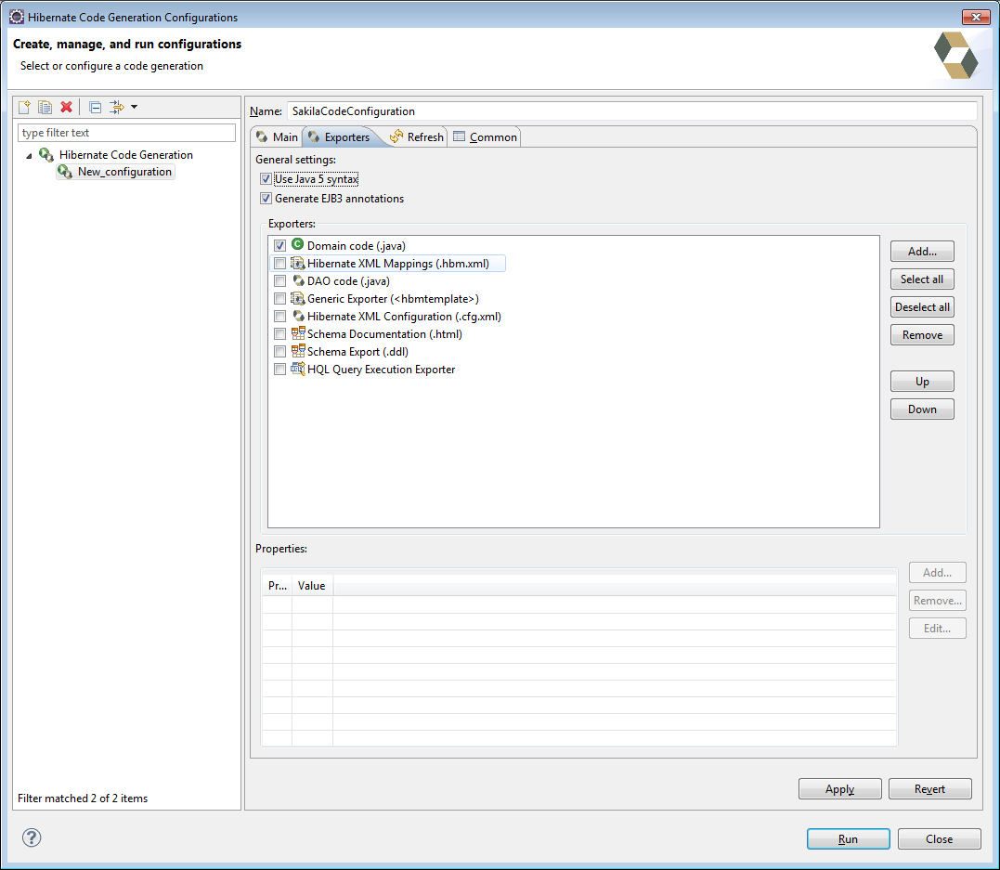 Hibernate Code Generation Configurations
Create, manage, and run configurations
Select or configure a code generation
type filter text
Hibernate Code Generation
New_configuration
Filter matched 2 of 2 items
Name: SakilaCodeConfiguration
Main Exporters Refresh Common
General settings:
Use Java 5 syntax
Generate EJB3 annotations
Exporters:
C Domain code (.java)
Hibernate XML Mappings (.hbm.xml)
DAO code (.java)
Generic Exporter (<hbmtemplate>)
Hibernate XML Configuration (.cfg.xml)
Schema Documentation (.html)
Schema Export (.ddl)
HQL Query Execution Exporter
Add...
Select all
Deselect all
Remove
Up
Down
Properties:
Pr... Value
Add...
Remove...
Edit...
Apply Revert
? Run Close